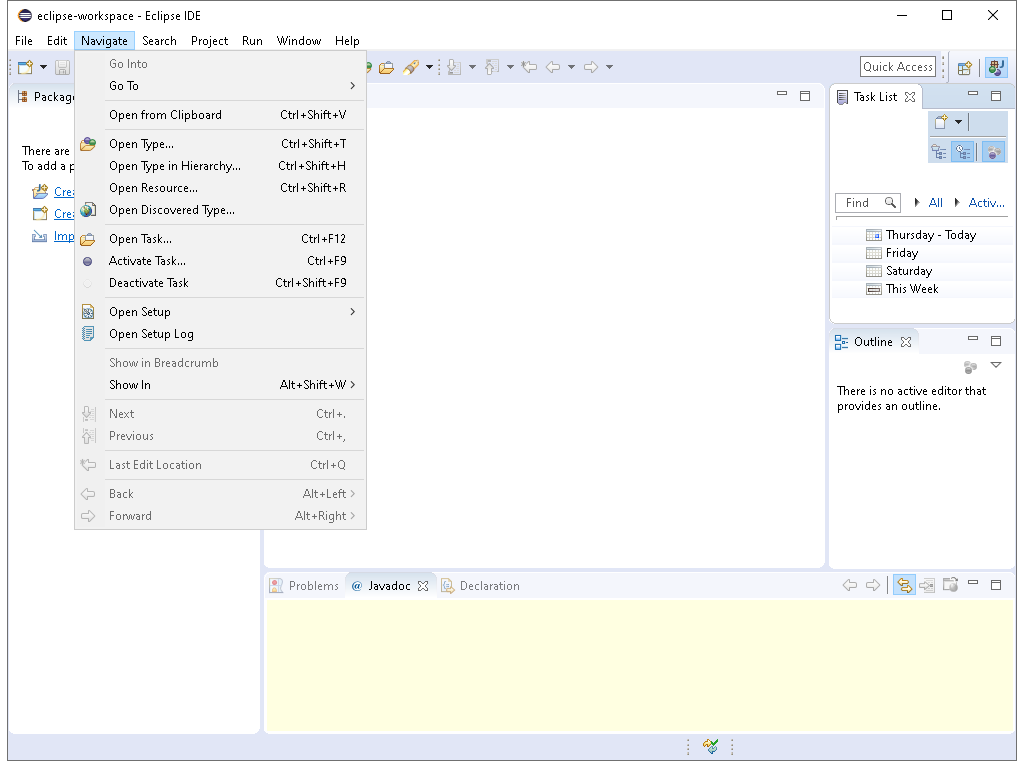 eclipse-workspace - Eclipse IDE
File Edit Navigate Search Project Run Window Help
Quick Access
Go Into
Go To
Open from Clipboard Ctrl+Shift+V
Open Type... Ctrl+Shift+T
Open Type in Hierarchy... Ctrl+Shift+H
Open Resource... Ctrl+Shift+R
Open Discovered Type...
Open Task... Ctrl+F12
Activate Task... Ctrl+F9
Deactivate Task Ctrl+Shift+F9
Open Setup
Open Setup Log
Show in Breadcrumb
Show In Alt+Shift+W
Next Ctrl+.
Previous Ctrl+,
Last Edit Location Ctrl+Q
Back Alt+Left
Forward Alt+Right
There are
To add a
Task List
Find All Activ...
Thursday - Today
Friday
Saturday
This Week
Outline
There is no active editor that
provides an outline.
Problems @ Javadoc Declaration